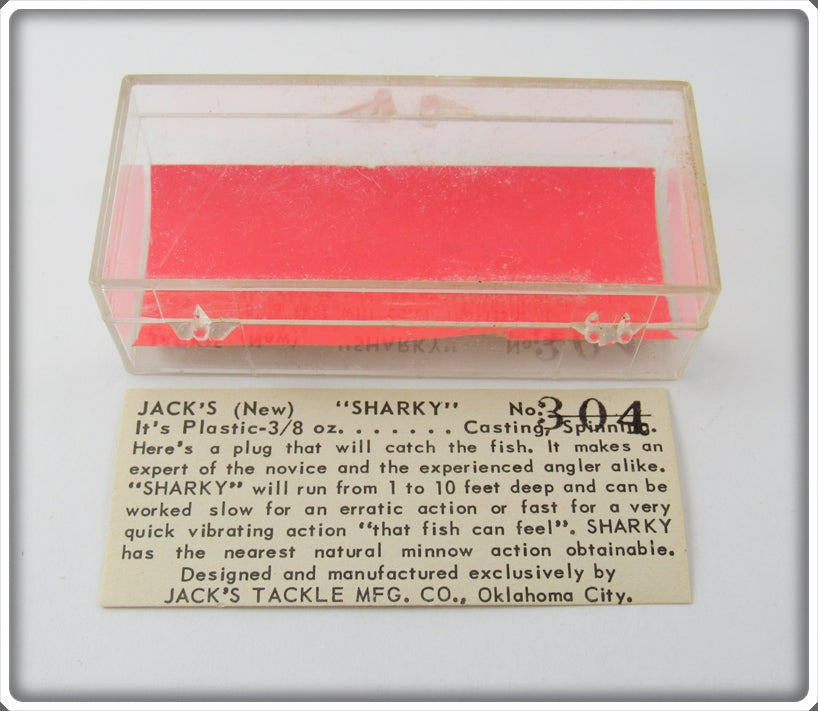 JACK'S (New) "SHARKY" No: 304
It's Plastic-3/8 oz. . . . . . . . Casting, Spinning.
Here's a plug that will catch the fish. It makes an
expert of the novice and the experienced angler alike.
"SHARKY" will run from 1 to 10 feet deep and can be
worked slow for an erratic action or fast for a very
quick vibrating action "that fish can feel". SHARKY
has the nearest natural minnow action obtainable.
Designed and manufactured exclusively by
JACK'S TACKLE MFG. CO., Oklahoma City.